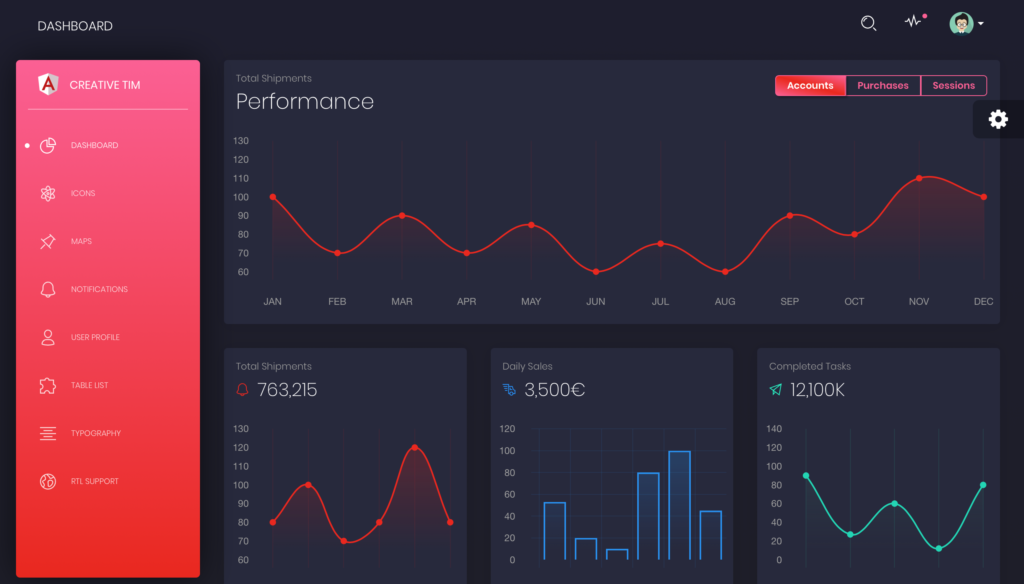 DASHBOARD
A
CREATIVE TIM
DASHBOARD
ICONS
MAPS
NOTIFICATIONS
USER PROFILE
TABLE LIST
TYPOGRAPHY
RTL SUPPORT
Total Shipments
Performance
Accounts Purchases Sessions
130
120
110
100
90
80
70
60
JAN FEB MAR APR MAY JUN JUL AUG SEP OCT NOV DEC
Total Shipments
763,215
130
120
110
100
90
80
70
60
Daily Sales
3,500€
120
100
80
60
40
20
0
Completed Tasks
12,100K
140
120
100
80
60
40
20
0